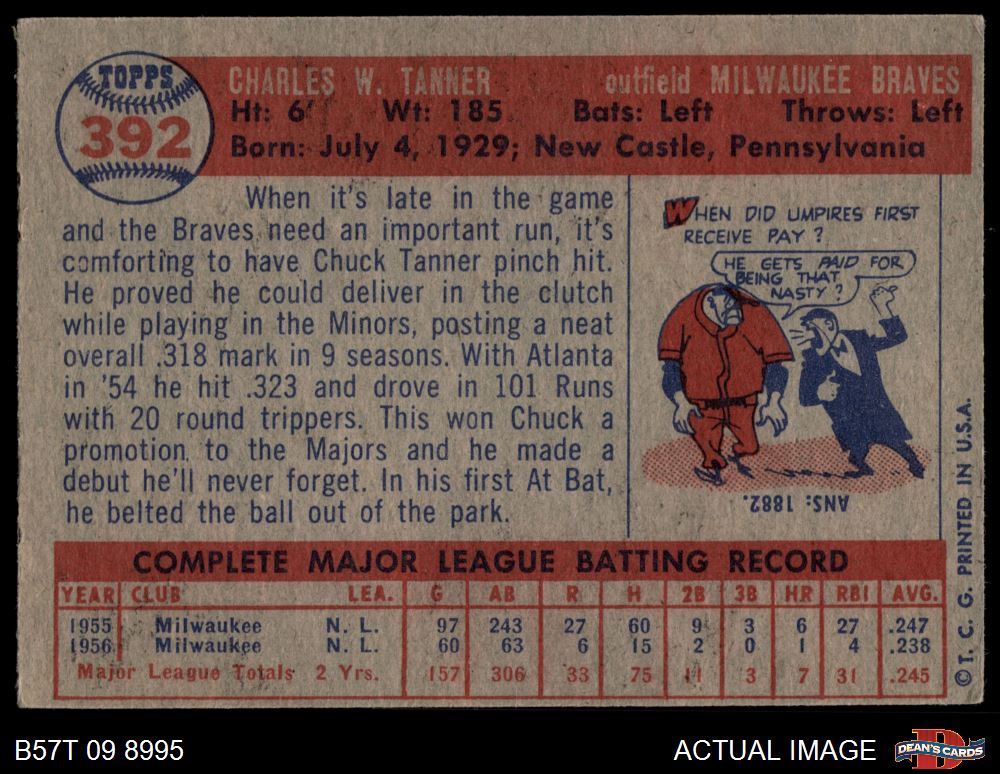 TOPPS
392
CHARLES W. TANNER outfield MILWAUKEE BRAVES
Ht: 6' Wt: 185 Bats: Left Throws: Left
Born: July 4, 1929; New Castle, Pennsylvania
When it's late in the game
and the Braves need an important run, it's
comforting to have Chuck Tanner pinch hit.
He proved he could deliver in the clutch
while playing in the Minors, posting a neat
overall .318 mark in 9 seasons. With Atlanta
in '54 he hit .323 and drove in 101 Runs
with 20 round trippers. This won Chuck a
promotion to the Majors and he made a
debut he'll never forget. In his first At Bat,
he belted the ball out of the park.
WHEN DID UMPIRES FIRST
RECEIVE PAY?
HE GETS PAID FOR
BEING THAT
NASTY?
ANS: 1882.
COMPLETE MAJOR LEAGUE BATTING RECORD
YEAR CLUB LEA. G AB R H 2B 3B HR RBI AVG.
1955 Milwaukee N. L. 97 243 27 60 9 3 6 27 .247
1956 Milwaukee N. L. 60 63 6 15 2 0 1 4 .238
Major League Totals 2 Yrs. 157 306 33 75 11 3 7 31 .245
© T. C. G. PRINTED IN U.S.A.
B57T 09 8995
ACTUAL IMAGE
DEAN'S CARDS